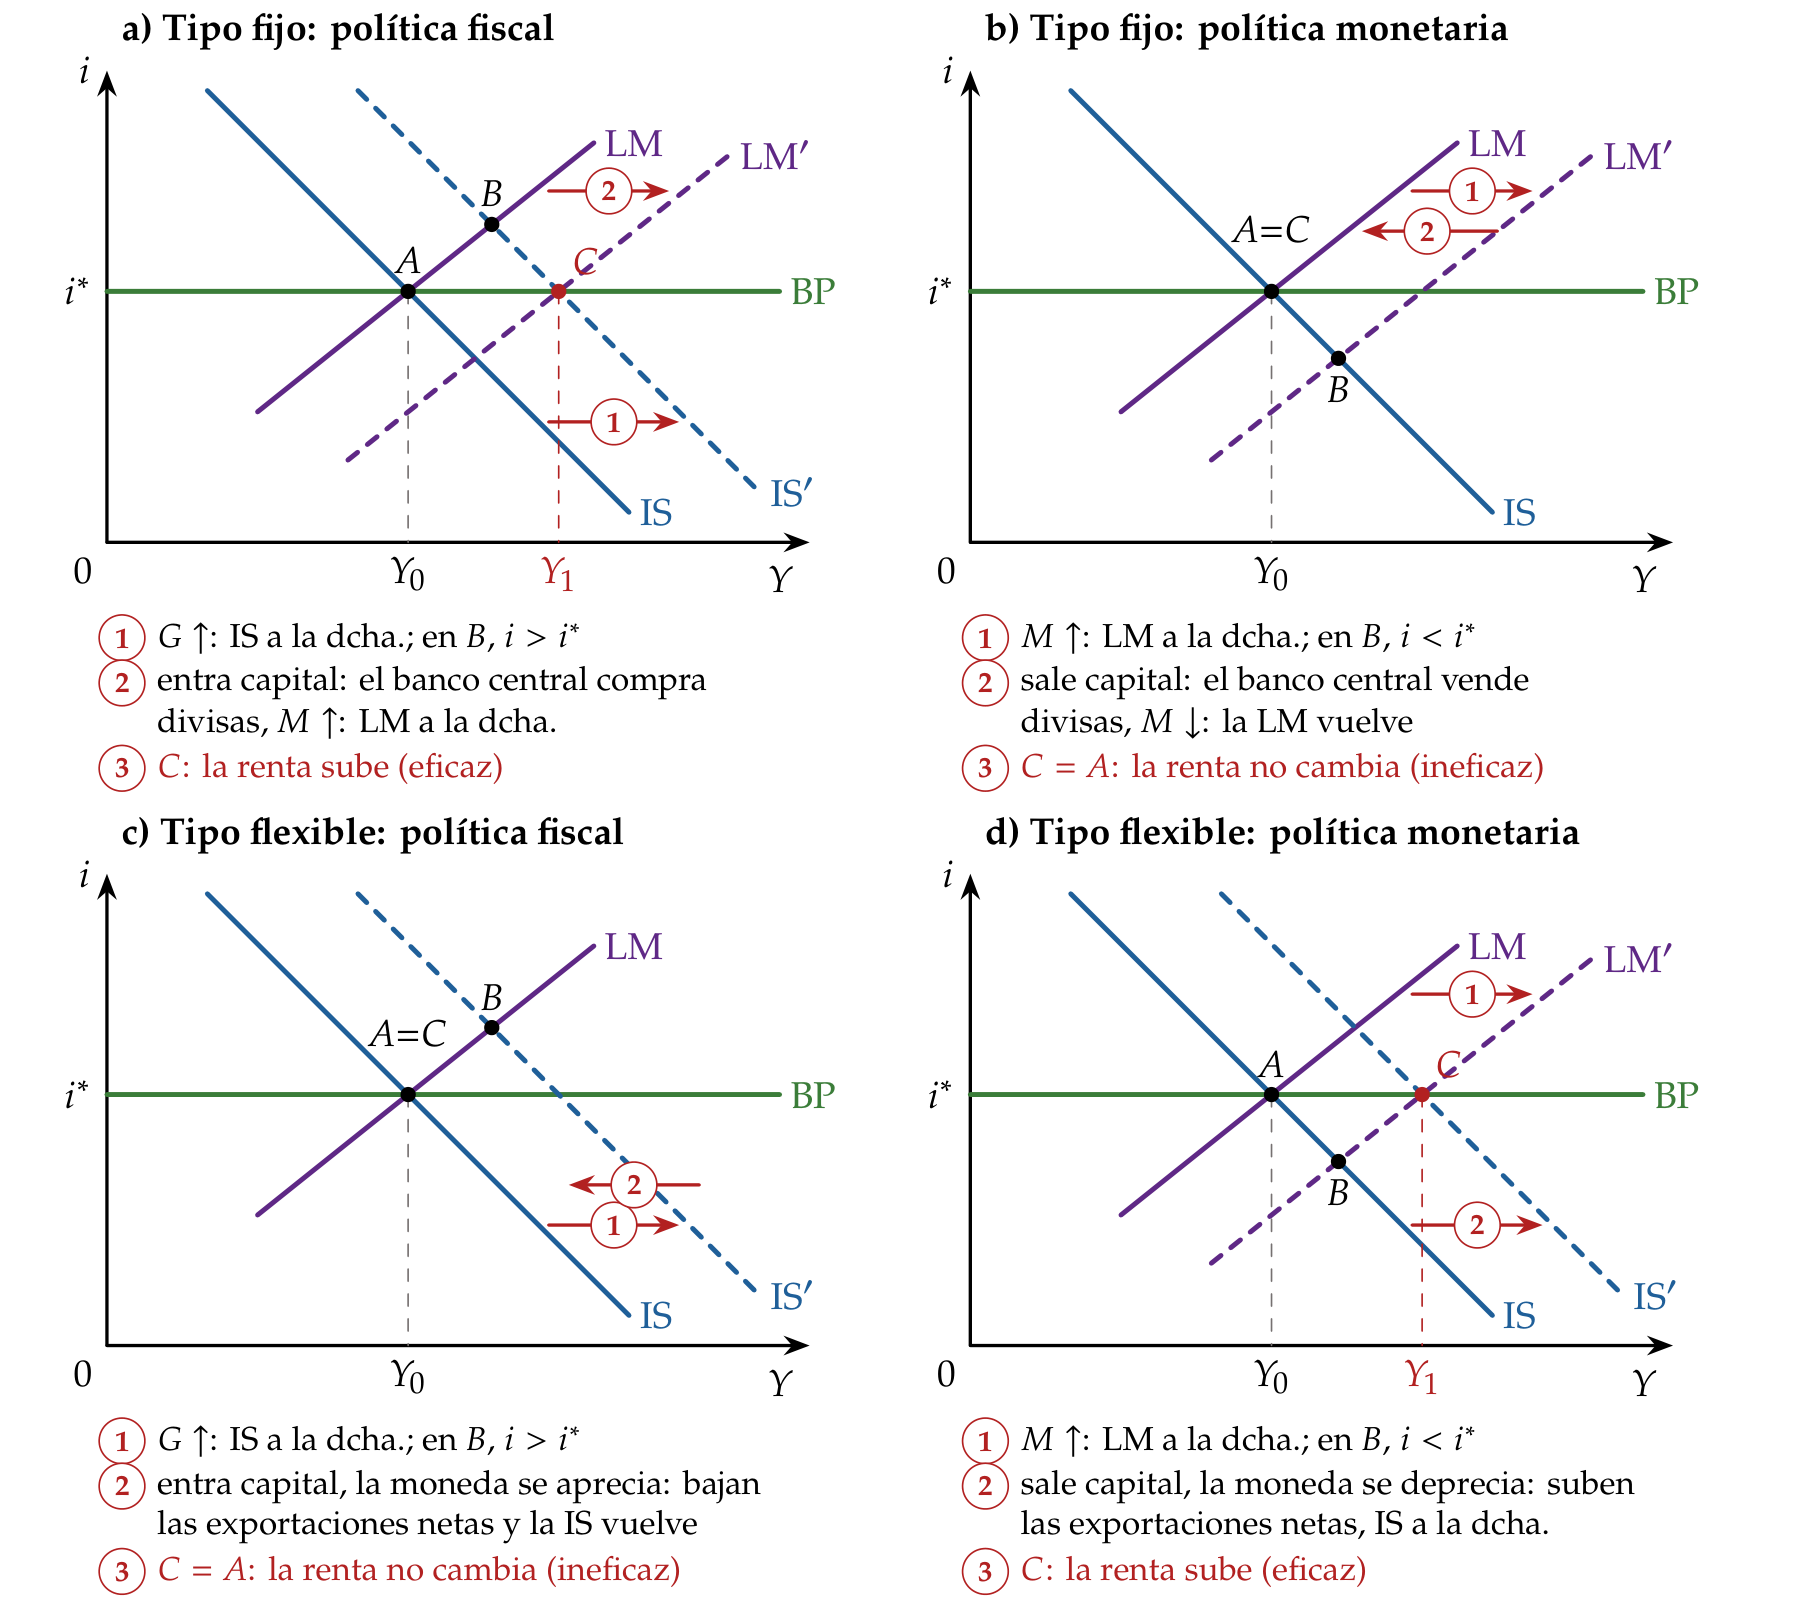 a) Tipo fijo: política fiscal
i
LM
LM′
2
B
A
C
i*
BP
1
IS′
IS
0
Y0
Y1
Y
1 G ↑: IS a la dcha.; en B, i > i*
2 entra capital: el banco central compra
divisas, M ↑: LM a la dcha.
3 C: la renta sube (eficaz)
b) Tipo fijo: política monetaria
i
LM
LM′
1
A=C
2
i*
BP
B
IS
0
Y0
Y
1 M ↑: LM a la dcha.; en B, i < i*
2 sale capital: el banco central vende
divisas, M ↓: la LM vuelve
3 C = A: la renta no cambia (ineficaz)
c) Tipo flexible: política fiscal
i
LM
B
A=C
i*
BP
2
1
IS′
IS
0
Y0
Y
1 G ↑: IS a la dcha.; en B, i > i*
2 entra capital, la moneda se aprecia: bajan
las exportaciones netas y la IS vuelve
3 C = A: la renta no cambia (ineficaz)
d) Tipo flexible: política monetaria
i
LM
LM′
1
A
C
i*
BP
B
2
IS′
IS
0
Y0
Y1
Y
1 M ↑: LM a la dcha.; en B, i < i*
2 sale capital, la moneda se deprecia: suben
las exportaciones netas, IS a la dcha.
3 C: la renta sube (eficaz)